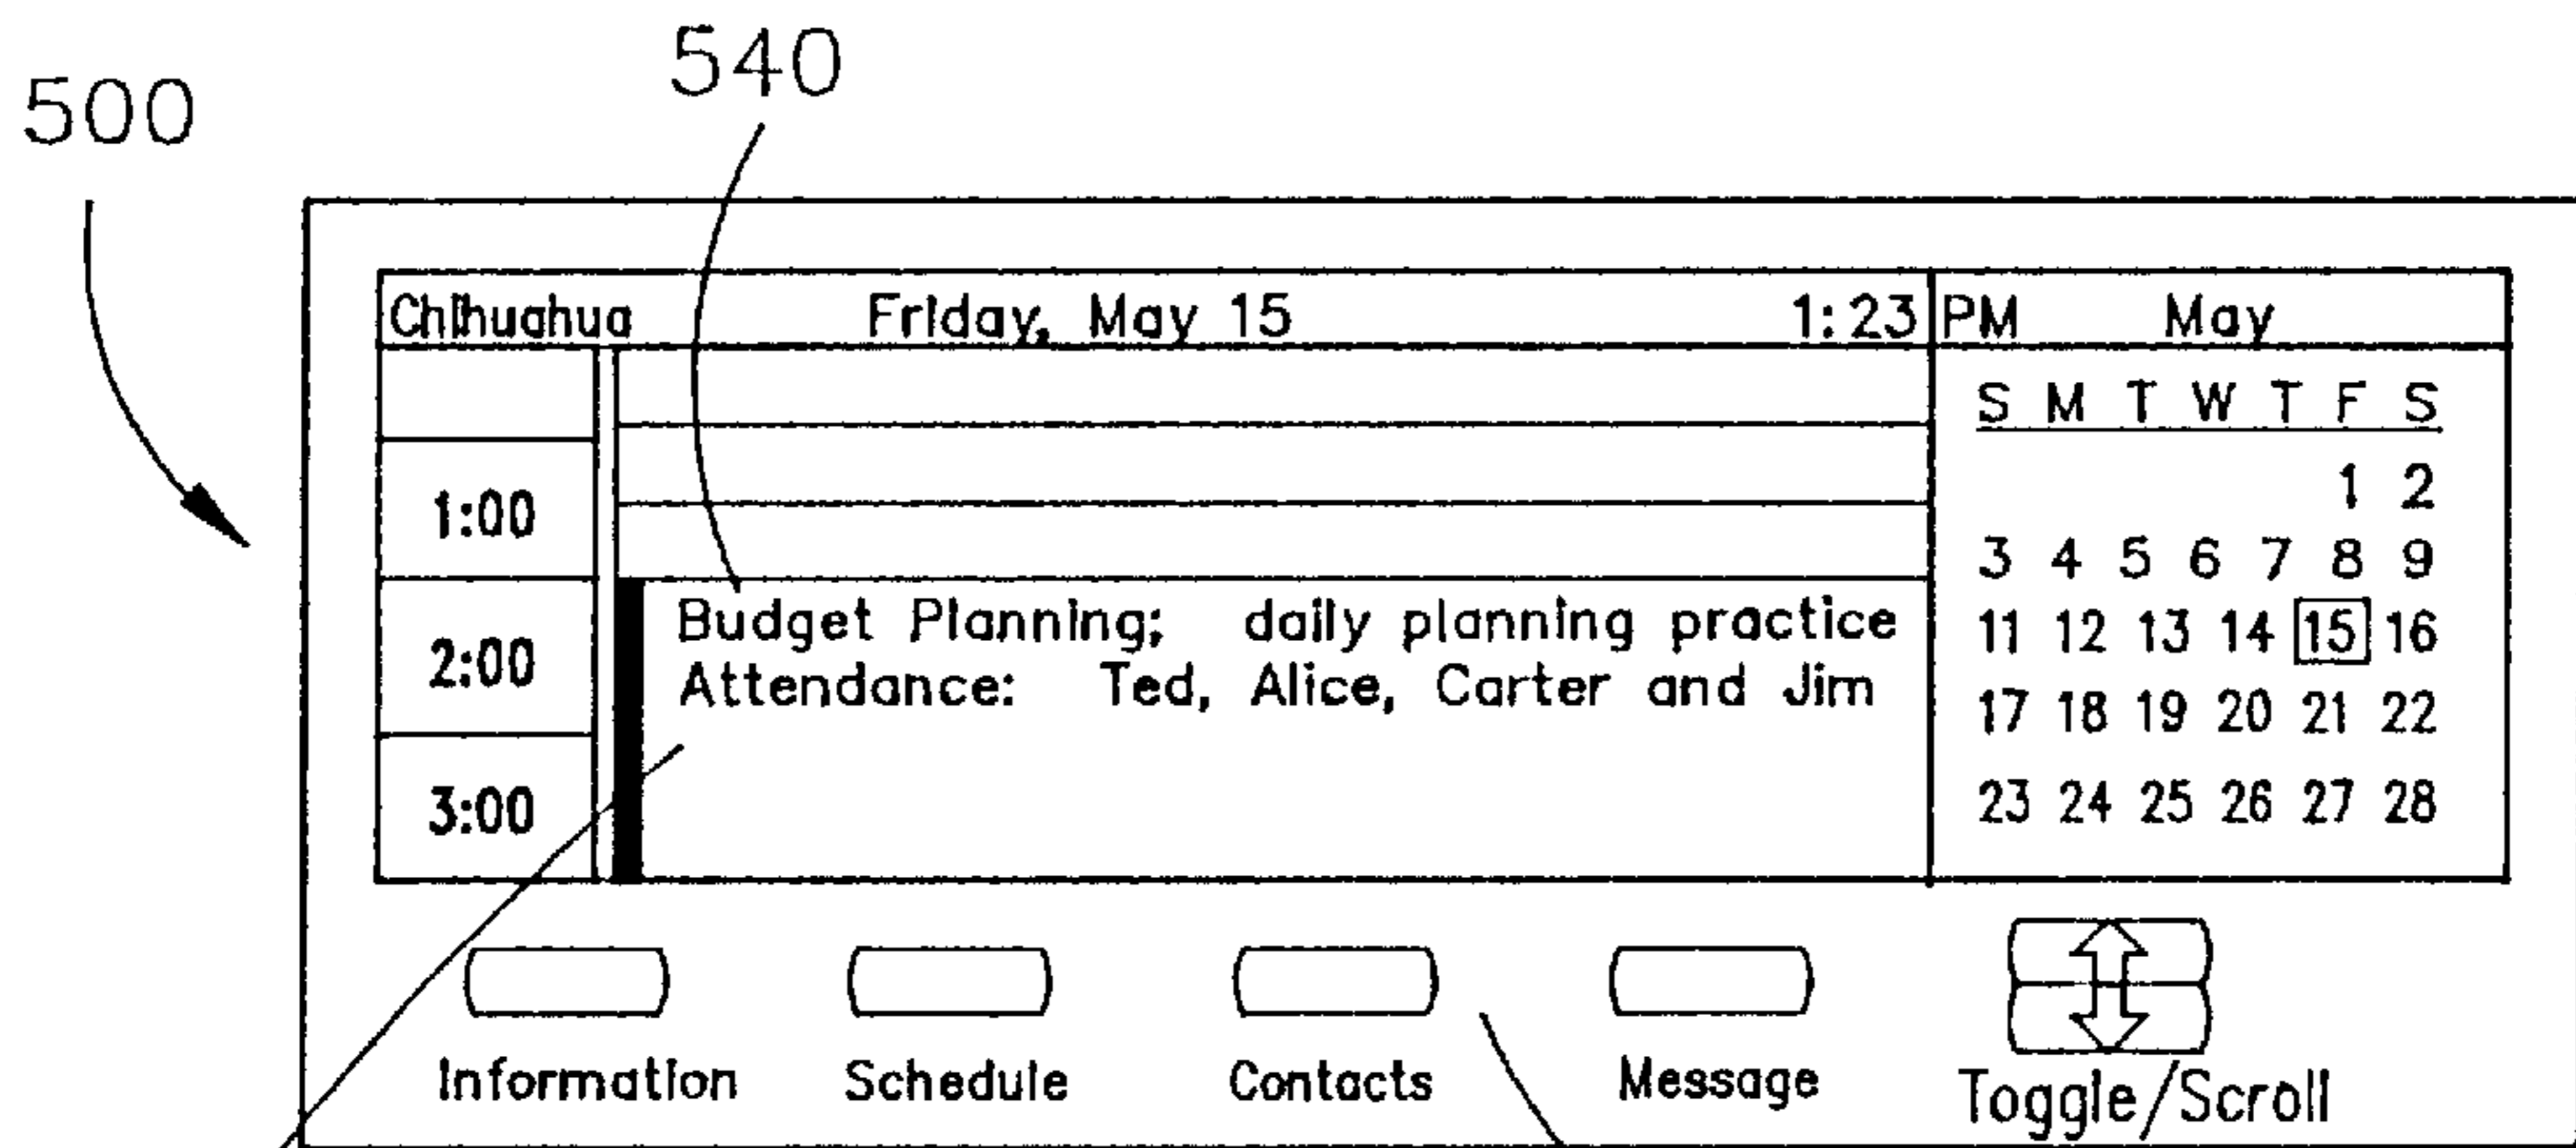 540
500
Chihuahua Friday, May 15 1:23 PM May
S M T W T F S
1 2
1:00
3 4 5 6 7 8 9
Budget Planning; daily planning practice
11 12 13 14 15 16
2:00
Attendance: Ted, Alice, Carter and Jim
17 18 19 20 21 22
3:00
23 24 25 26 27 28
Information Schedule Contacts Message Toggle/Scroll